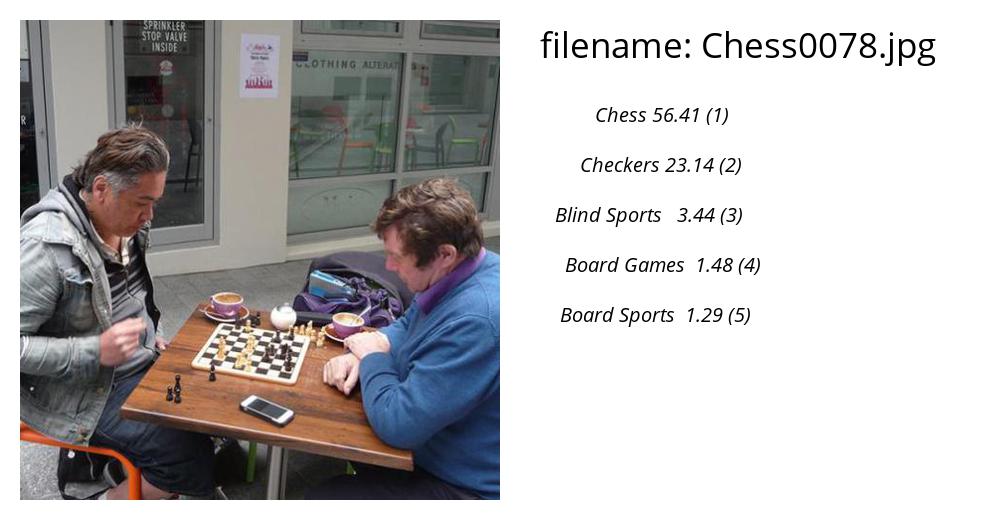 SPRINKLER
STOP VALVE
INSIDE
CLOTHING ALTERAT
R
filename: Chess0078.jpg
Chess 56.41 (1)
Checkers 23.14 (2)
Blind Sports 3.44 (3)
Board Games 1.48 (4)
Board Sports 1.29 (5)